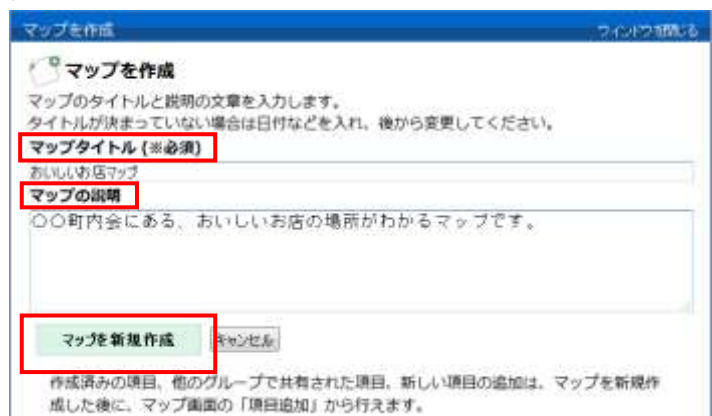 マップを作成 ウインドウを閉じる
マップを作成
マップのタイトルと説明の文章を入力します。
タイトルが決まっていない場合は日付などを入れ、後から変更してください。
マップタイトル (※必須)
おいしいお店マップ
マップの説明
〇〇町内会にある、おいしいお店の場所がわかるマップです。
マップを新規作成 キャンセル
作成済みの項目、他のグループで共有された項目、新しい項目の追加は、マップを新規作
成した後に、マップ画面の「項目追加」から行えます。